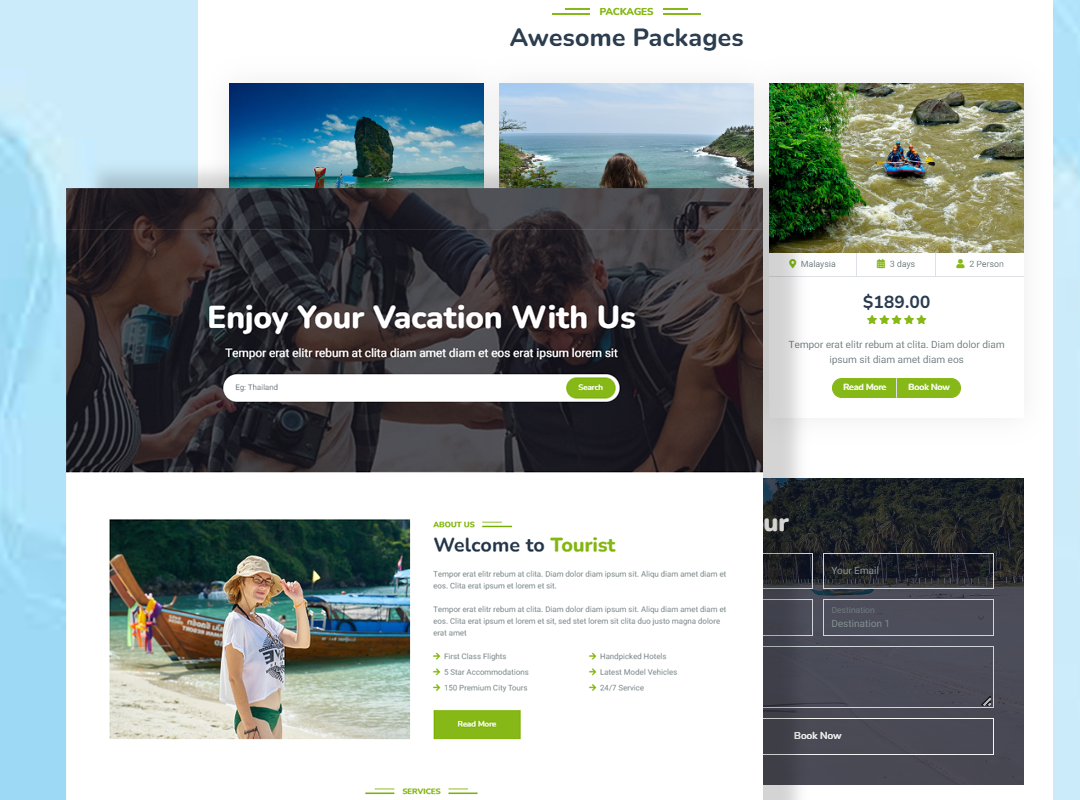 PACKAGES
Awesome Packages
Malaysia
3 days
2 Person
$189.00
Tempor erat elitr rebum at clita. Diam dolor diam
ipsum sit diam amet diam eos
Read More
Book Now
Enjoy Your Vacation With Us
Tempor erat elitr rebum at clita diam amet diam et eos erat ipsum lorem sit
Eg: Thailand
Search
ABOUT US
Welcome to Tourist
Tempor erat elitr rebum at clita. Diam dolor diam ipsum sit. Aliqu diam amet diam et
eos. Clita erat ipsum et lorem et sit.
Tempor erat elitr rebum at clita. Diam dolor diam ipsum sit. Aliqu diam amet diam et
eos. Clita erat ipsum et lorem et sit, sed stet lorem sit clita duo justo magna dolore
erat amet
First Class Flights
Handpicked Hotels
5 Star Accommodations
Latest Model Vehicles
150 Premium City Tours
24/7 Service
Read More
SERVICES
ur
Your Email
Destination
Destination 1
Book Now